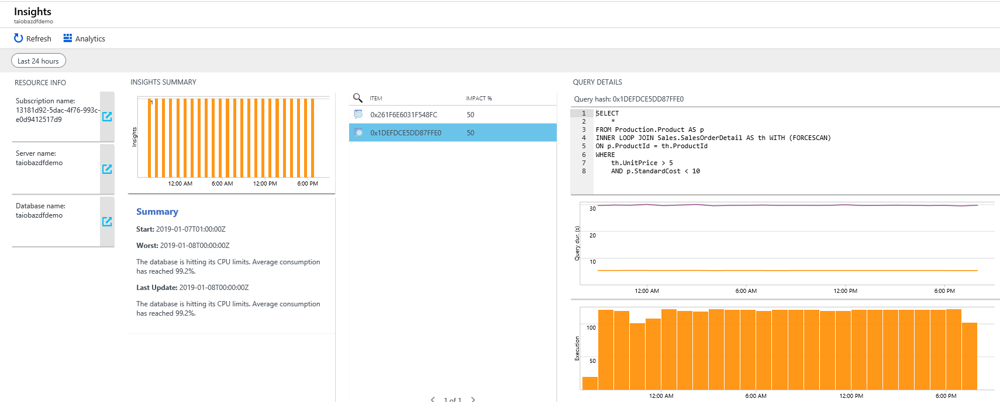 Insights
taiobazdfdemo
Refresh
Analytics
Last 24 hours
RESOURCE INFO
Subscription name:
13181d92-5dac-4f76-993c-
e0d9412517d9
Server name:
taiobazdfdemo
Database name:
taiobazdfdemo
INSIGHTS SUMMARY
1
Insights
12:00 AM
6:00 AM
12:00 PM
6:00 PM
Summary
Start: 2019-01-07T01:00:00Z
Worst: 2019-01-08T00:00:00Z
The database is hitting its CPU limits. Average consumption
has reached 99.2%.
Last Update: 2019-01-08T00:00:00Z
The database is hitting its CPU limits. Average consumption
has reached 99.2%.
ITEM
IMPACT %
0x261F6E6031F548FC
50
0x1DEFDCE5DD87FFE0
50
1 of 1
QUERY DETAILS
Query hash: 0x1DEFDCE5DD87FFE0
1 SELECT
2 *
3 FROM Production.Product AS p
4 INNER LOOP JOIN Sales.SalesOrderDetail AS th WITH (FORCESCAN)
5 ON p.ProductId = th.ProductId
6 WHERE
7 th.UnitPrice > 5
8 AND p.StandardCost < 10
30
20
10
Query dur. (s)
12:00 AM
6:00 AM
12:00 PM
6:00 PM
100
50
Execution
12:00 AM
6:00 AM
12:00 PM
6:00 PM